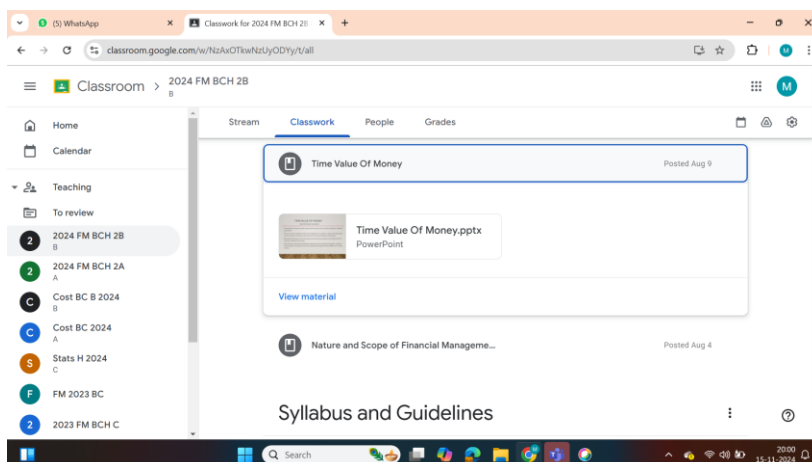 (5) WhatsApp
Classwork for 2024 FM BCH 2B
classroom.google.com/w/NzAxOTkwNzUyODYy/t/all
M
Classroom > 2024 FM BCH 2B
B
M
Home
Calendar
Teaching
To review
2 2024 FM BCH 2B
B
2 2024 FM BCH 2A
A
C Cost BC B 2024
B
C Cost BC 2024
A
S Stats H 2024
C
F FM 2023 BC
2 2023 FM BCH C
Stream Classwork People Grades
Time Value Of Money Posted Aug 9
Time Value Of Money.pptx
PowerPoint
View material
Nature and Scope of Financial Manageme... Posted Aug 4
Syllabus and Guidelines
Search
20:00
15-11-2024